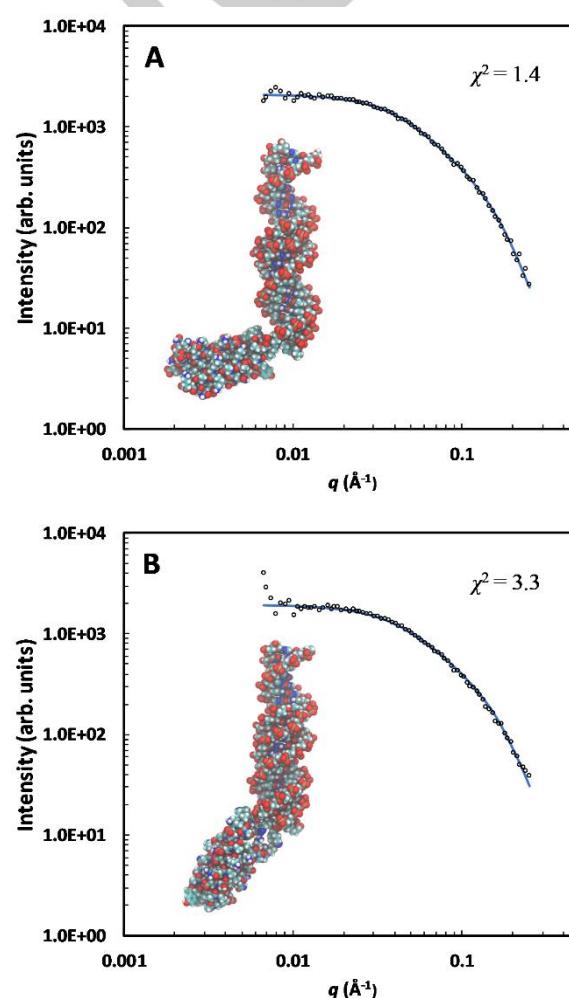 1.0E+04
A
χ² = 1.4
1.0E+03
1.0E+02
1.0E+01
1.0E+00
Intensity (arb. units)
0.001
0.01
0.1
q (Å⁻¹)
1.0E+04
B
χ² = 3.3
1.0E+03
1.0E+02
1.0E+01
1.0E+00
Intensity (arb. units)
0.001
0.01
0.1
q (Å⁻¹)